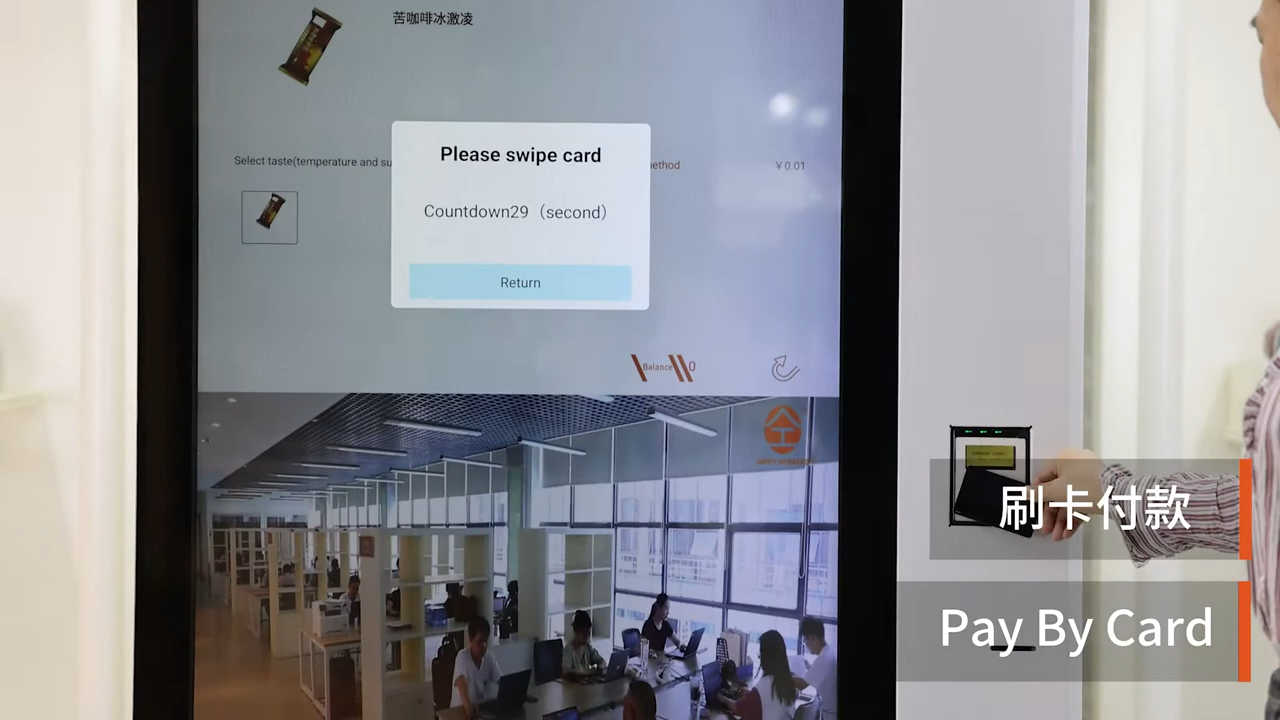 苦咖啡冰激凌
Please swipe card
Select taste(temperature and su
ethod
¥0.01
Countdown29（second）
Return
Balance
0
刷卡付款
Pay By Card